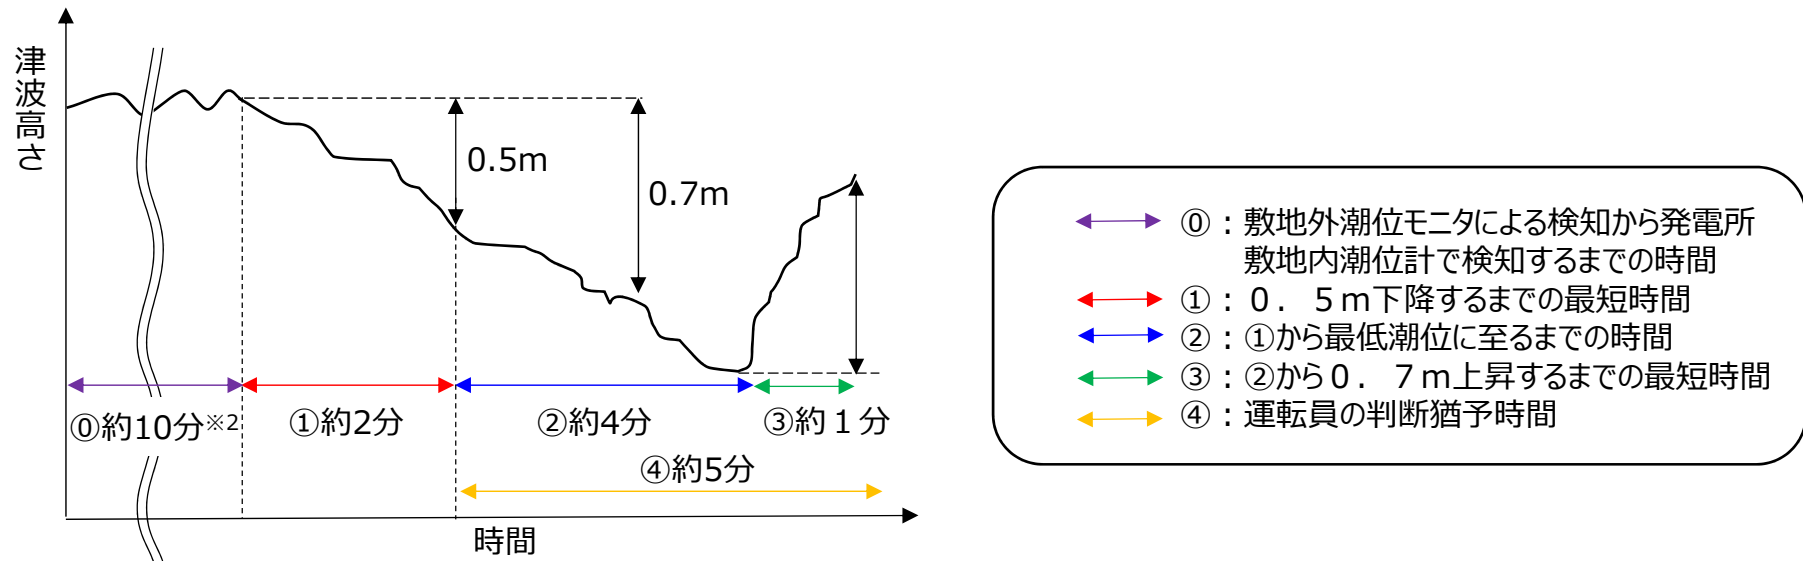 津波高さ
0.5m
0.7m
⓪約10分※2
①約2分
②約4分
③約１分
④約5分
時間
⓪：敷地外潮位モニタによる検知から発電所
敷地内潮位計で検知するまでの時間
①：０．５ｍ下降するまでの最短時間
②：①から最低潮位に至るまでの時間
③：②から０．７ｍ上昇するまでの最短時間
④：運転員の判断猶予時間